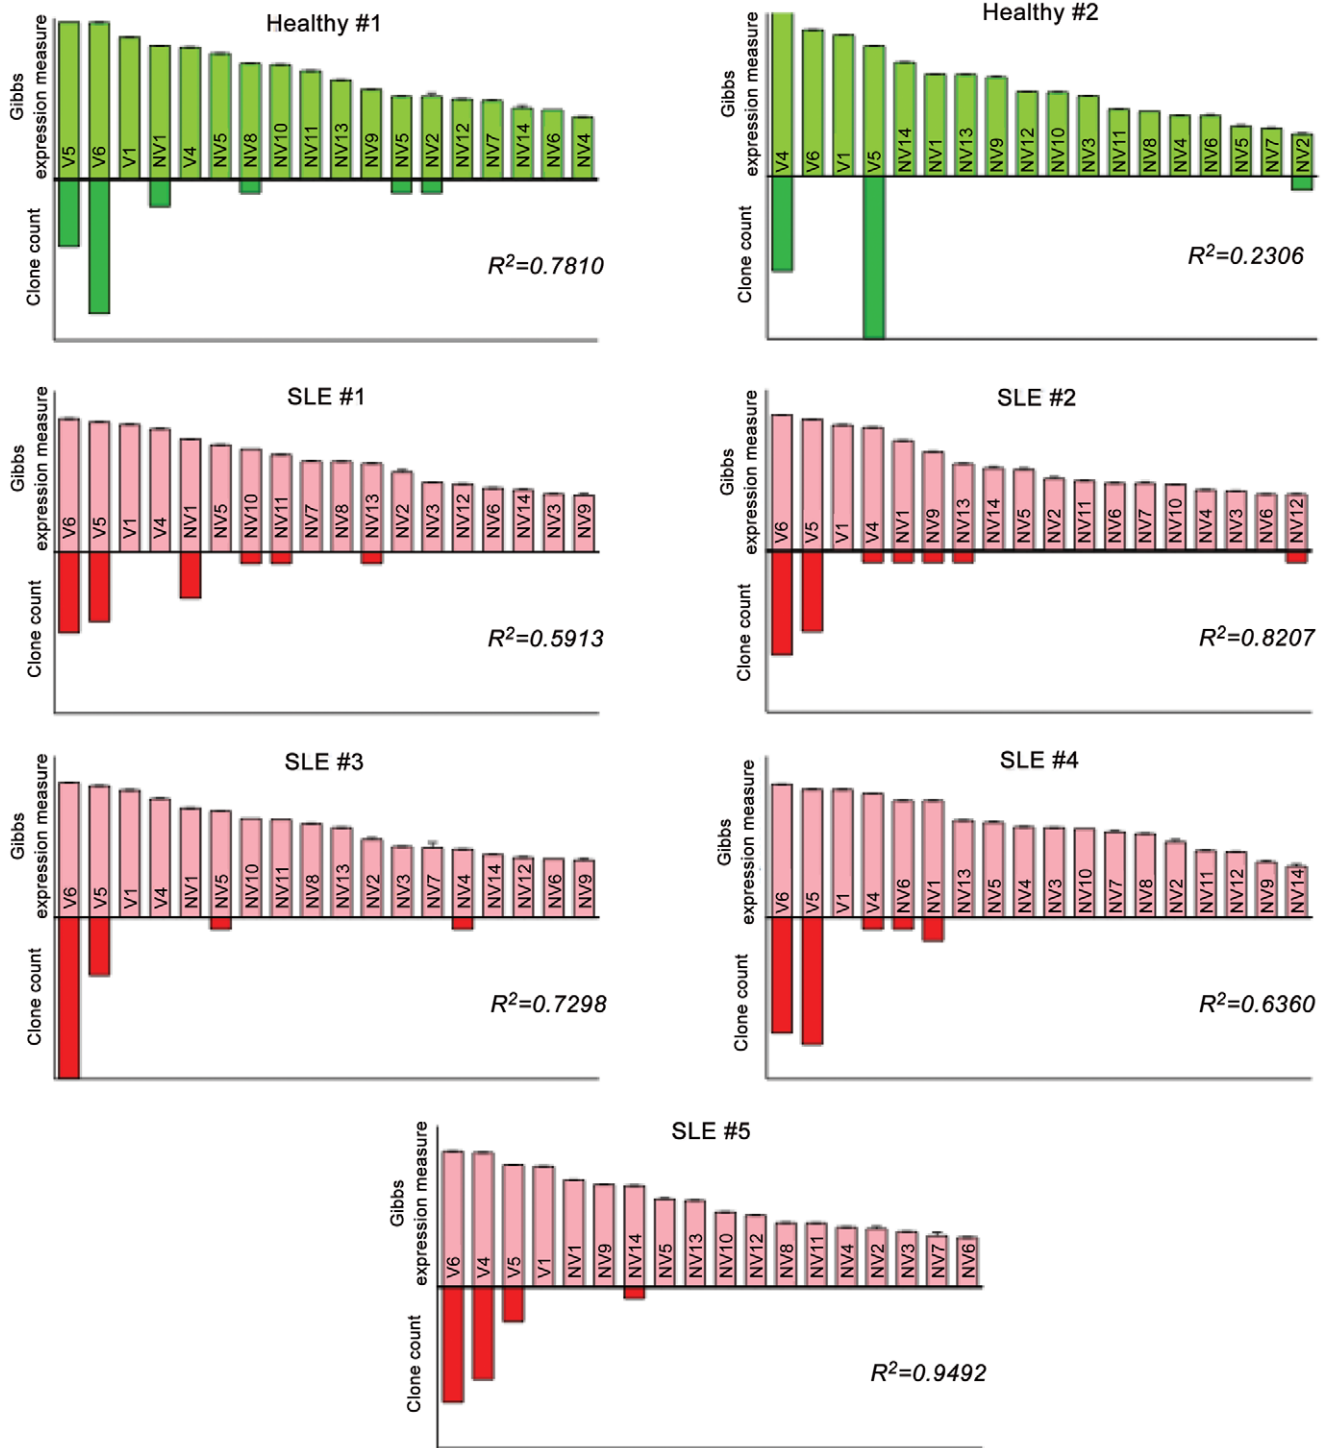 Healthy #1
Gibbs
expression measure
V5 V6 V1 NV1 V4 NV5 NV8 NV10 NV11 NV13 NV9 NV5 NV2 NV12 NV7 NV14 NV6 NV4
Clone count
R²=0.7810
Healthy #2
Gibbs
expression measure
V4 V6 V1 V5 NV14 NV1 NV13 NV9 NV12 NV10 NV3 NV11 NV8 NV4 NV6 NV5 NV7 NV2
Clone count
R²=0.2306
SLE #1
Gibbs
expression measure
V6 V5 V1 V4 NV1 NV5 NV10 NV11 NV7 NV8 NV13 NV2 NV3 NV12 NV6 NV14 NV3 NV9
Clone count
R²=0.5913
SLE #2
Gibbs
expression measure
V6 V5 V1 V4 NV1 NV9 NV13 NV14 NV5 NV2 NV11 NV6 NV7 NV10 NV4 NV3 NV6 NV12
Clone count
R²=0.8207
SLE #3
Gibbs
expression measure
V6 V5 V1 V4 NV1 NV5 NV10 NV11 NV8 NV13 NV2 NV3 NV7 NV4 NV14 NV12 NV6 NV9
Clone count
R²=0.7298
SLE #4
Gibbs
expression measure
V6 V5 V1 V4 NV6 NV1 NV13 NV5 NV4 NV3 NV10 NV7 NV8 NV2 NV11 NV12 NV9 NV14
Clone count
R²=0.6360
SLE #5
Gibbs
expression measure
V6 V4 V5 V1 NV1 NV9 NV14 NV5 NV13 NV10 NV12 NV8 NV11 NV4 NV2 NV3 NV7 NV6
Clone count
R²=0.9492